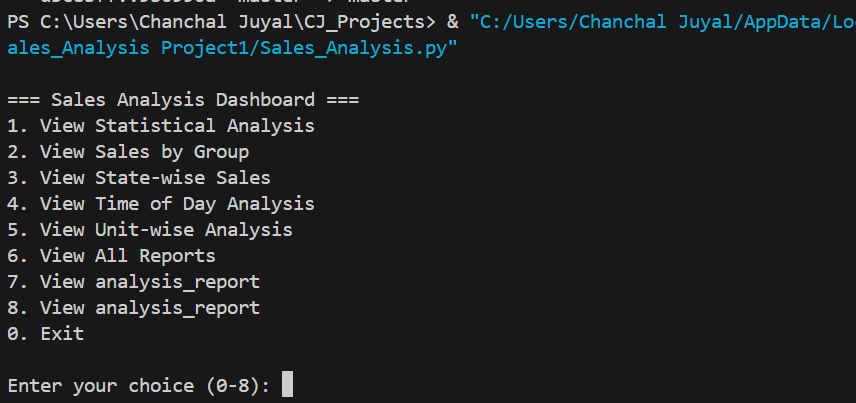 PS C:\Users\Chanchal Juyal\CJ_Projects> & "C:/Users/Chanchal Juyal/AppData/Lo
ales_Analysis Project1/Sales_Analysis.py"
=== Sales Analysis Dashboard ===
1. View Statistical Analysis
2. View Sales by Group
3. View State-wise Sales
4. View Time of Day Analysis
5. View Unit-wise Analysis
6. View All Reports
7. View analysis_report
8. View analysis_report
0. Exit
Enter your choice (0-8):